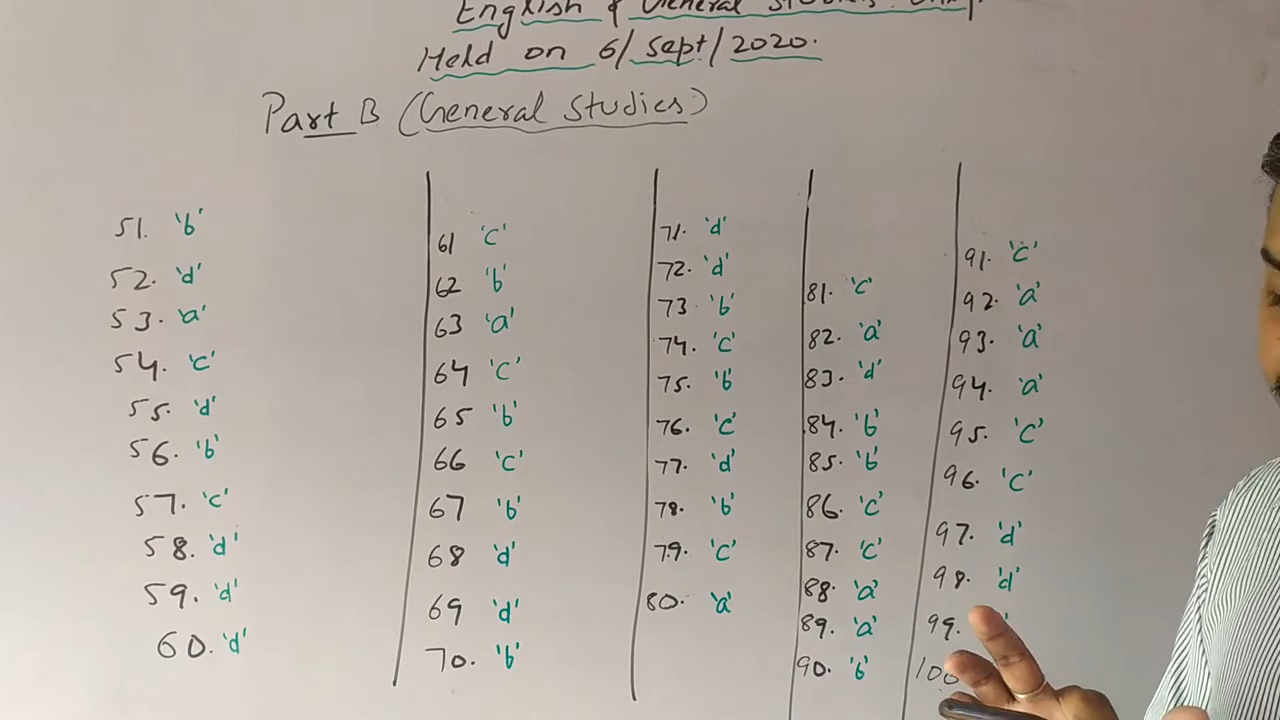 English & General Studies
Held on 6/Sept/2020.
Part B (General Studies)
51. 'b'
52. 'd'
53. 'a'
54. 'c'
55. 'd'
56. 'b'
57. 'c'
58. 'd'
59. 'd'
60. 'd'
61 'c'
62 'b'
63 'a'
64 'c'
65 'b'
66 'c'
67 'b'
68 'd'
69 'd'
70. 'b'
71. 'd'
72. 'd'
73 'b'
74. 'c'
75. 'b'
76. 'c'
77. 'd'
78. 'b'
79. 'c'
80. 'a'
81. 'c'
82. 'a'
83. 'd'
84. 'b'
85. 'b'
86. 'c'
87. 'c'
88. 'a'
89. 'a'
90. 'b'
91. 'c'
92. 'a'
93. 'a'
94. 'a'
95. 'c'
96. 'c'
97. 'd'
98. 'd'
99.
100